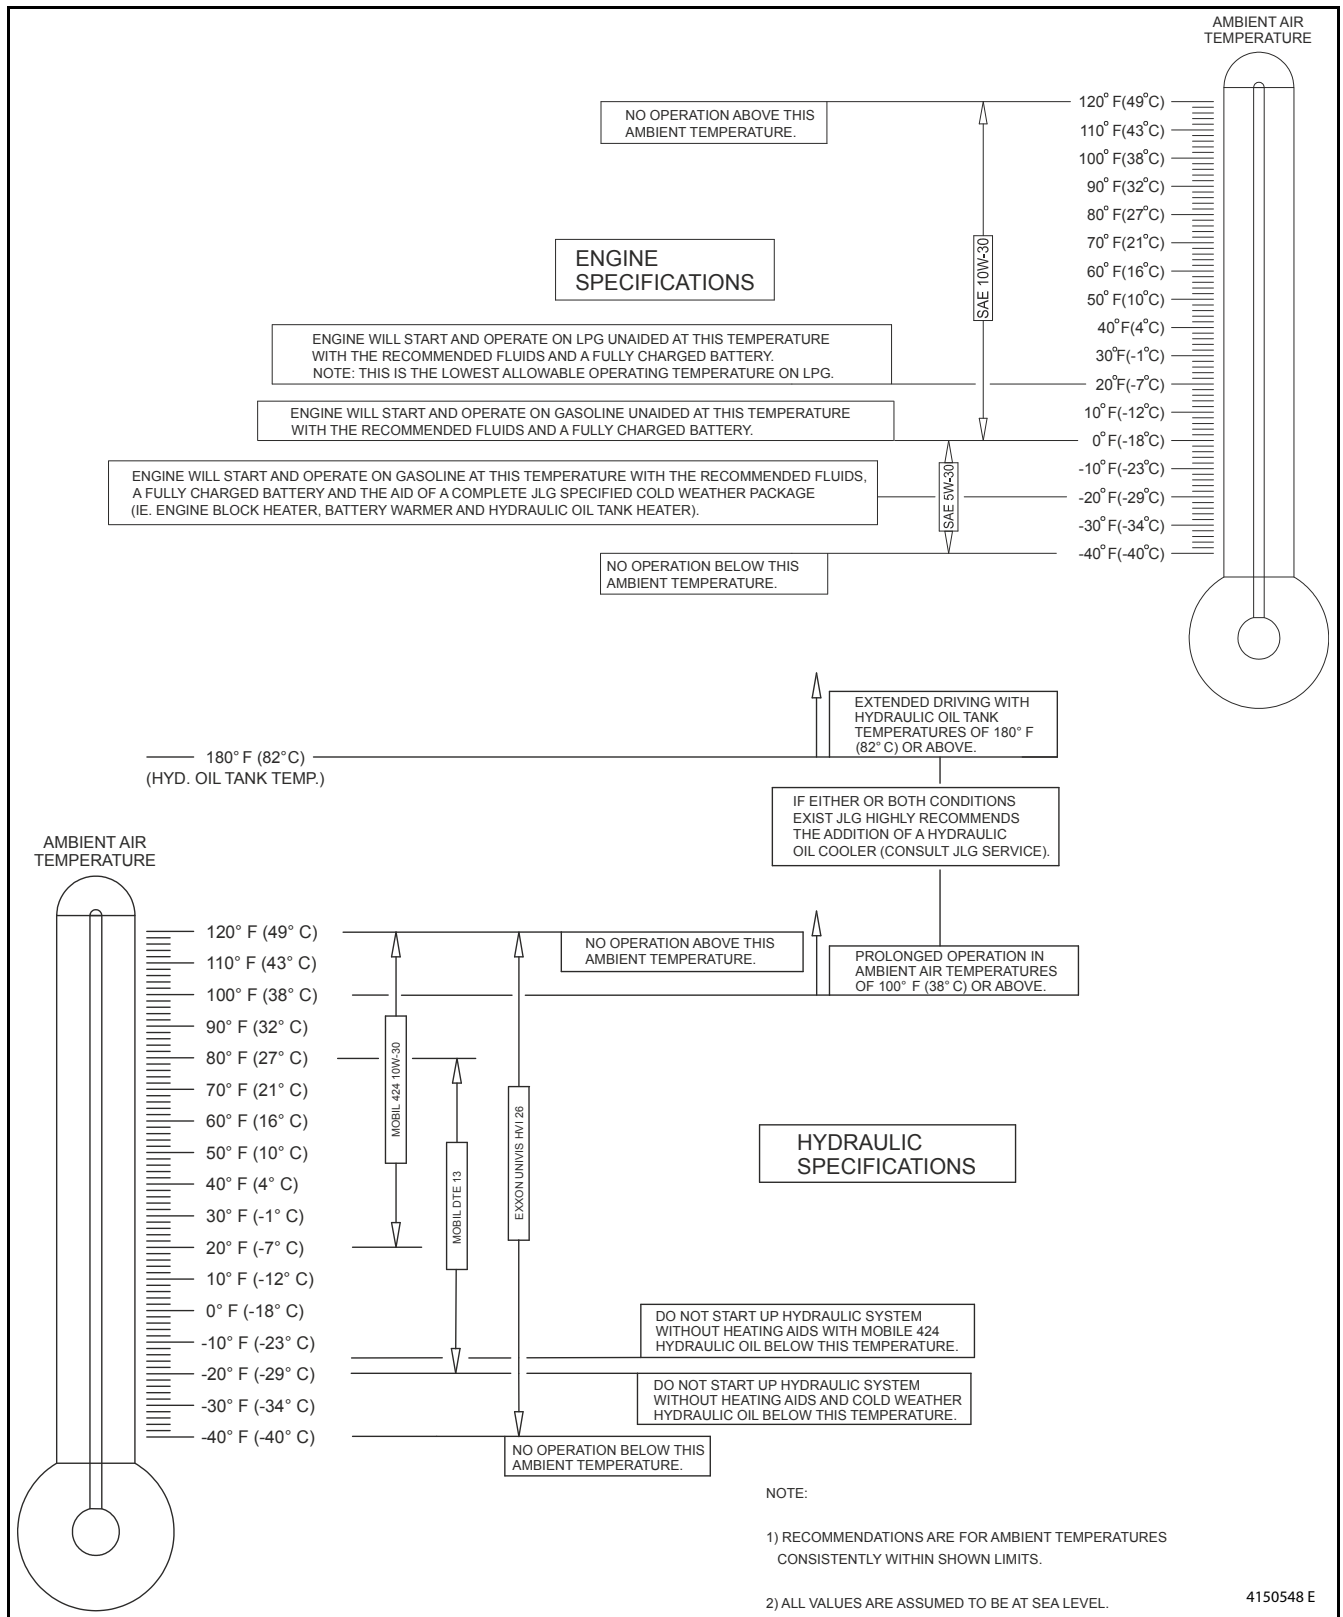 AMBIENT AIR
TEMPERATURE
120° F(49°C)
110° F(43°C)
100° F(38°C)
90° F(32°C)
80° F(27°C)
70° F(21°C)
60° F(16°C)
50° F(10°C)
40° F(4°C)
30°F(-1°C)
20°F(-7°C)
10° F(-12°C)
0° F(-18°C)
-10° F(-23°C)
-20° F(-29°C)
-30° F(-34°C)
-40° F(-40°C)
NO OPERATION ABOVE THIS
AMBIENT TEMPERATURE.
ENGINE
SPECIFICATIONS
SAE 10W-30
ENGINE WILL START AND OPERATE ON LPG UNAIDED AT THIS TEMPERATURE
WITH THE RECOMMENDED FLUIDS AND A FULLY CHARGED BATTERY.
NOTE: THIS IS THE LOWEST ALLOWABLE OPERATING TEMPERATURE ON LPG.
ENGINE WILL START AND OPERATE ON GASOLINE UNAIDED AT THIS TEMPERATURE
WITH THE RECOMMENDED FLUIDS AND A FULLY CHARGED BATTERY.
ENGINE WILL START AND OPERATE ON GASOLINE AT THIS TEMPERATURE WITH THE RECOMMENDED FLUIDS,
A FULLY CHARGED BATTERY AND THE AID OF A COMPLETE JLG SPECIFIED COLD WEATHER PACKAGE
(IE. ENGINE BLOCK HEATER, BATTERY WARMER AND HYDRAULIC OIL TANK HEATER).
SAE 5W-30
NO OPERATION BELOW THIS
AMBIENT TEMPERATURE.
EXTENDED DRIVING WITH
HYDRAULIC OIL TANK
TEMPERATURES OF 180° F
(82° C) OR ABOVE.
180° F (82°C)
(HYD. OIL TANK TEMP.)
IF EITHER OR BOTH CONDITIONS
EXIST JLG HIGHLY RECOMMENDS
THE ADDITION OF A HYDRAULIC
OIL COOLER (CONSULT JLG SERVICE).
AMBIENT AIR
TEMPERATURE
120° F (49° C)
110° F (43° C)
100° F (38° C)
90° F (32° C)
80° F (27° C)
70° F (21° C)
60° F (16° C)
50° F (10° C)
40° F (4° C)
30° F (-1° C)
20° F (-7° C)
10° F (-12° C)
0° F (-18° C)
-10° F (-23° C)
-20° F (-29° C)
-30° F (-34° C)
-40° F (-40° C)
NO OPERATION ABOVE THIS
AMBIENT TEMPERATURE.
PROLONGED OPERATION IN
AMBIENT AIR TEMPERATURES
OF 100° F (38° C) OR ABOVE.
MOBIL 424 10W-30
MOBIL DTE 13
EXXON UNIVIS HVI 26
HYDRAULIC
SPECIFICATIONS
DO NOT START UP HYDRAULIC SYSTEM
WITHOUT HEATING AIDS WITH MOBILE 424
HYDRAULIC OIL BELOW THIS TEMPERATURE.
DO NOT START UP HYDRAULIC SYSTEM
WITHOUT HEATING AIDS AND COLD WEATHER
HYDRAULIC OIL BELOW THIS TEMPERATURE.
NO OPERATION BELOW THIS
AMBIENT TEMPERATURE.
NOTE:
1) RECOMMENDATIONS ARE FOR AMBIENT TEMPERATURES
CONSISTENTLY WITHIN SHOWN LIMITS.
2) ALL VALUES ARE ASSUMED TO BE AT SEA LEVEL.
4150548 E